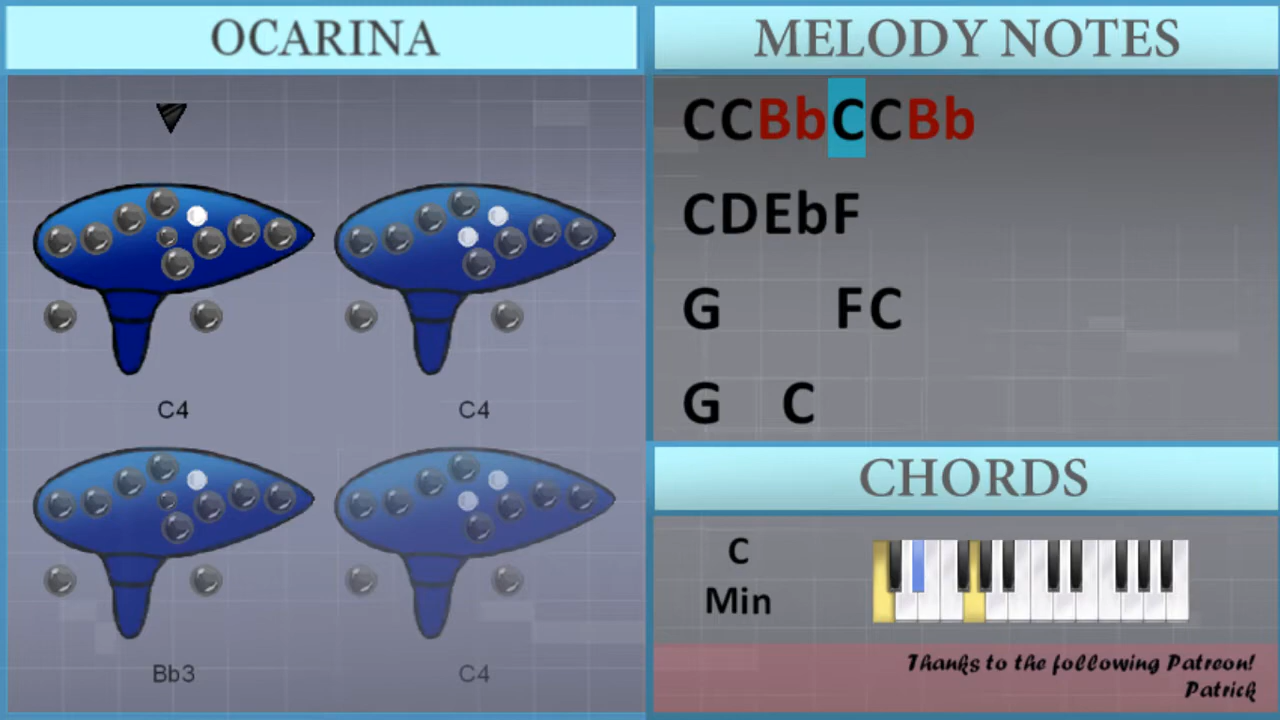 OCARINA
C4 C4
Bb3 C4
MELODY NOTES
CCBbCCBb
CDEbF
G FC
G C
CHORDS
C
Min
Thanks to the following Patreon!
Patrick